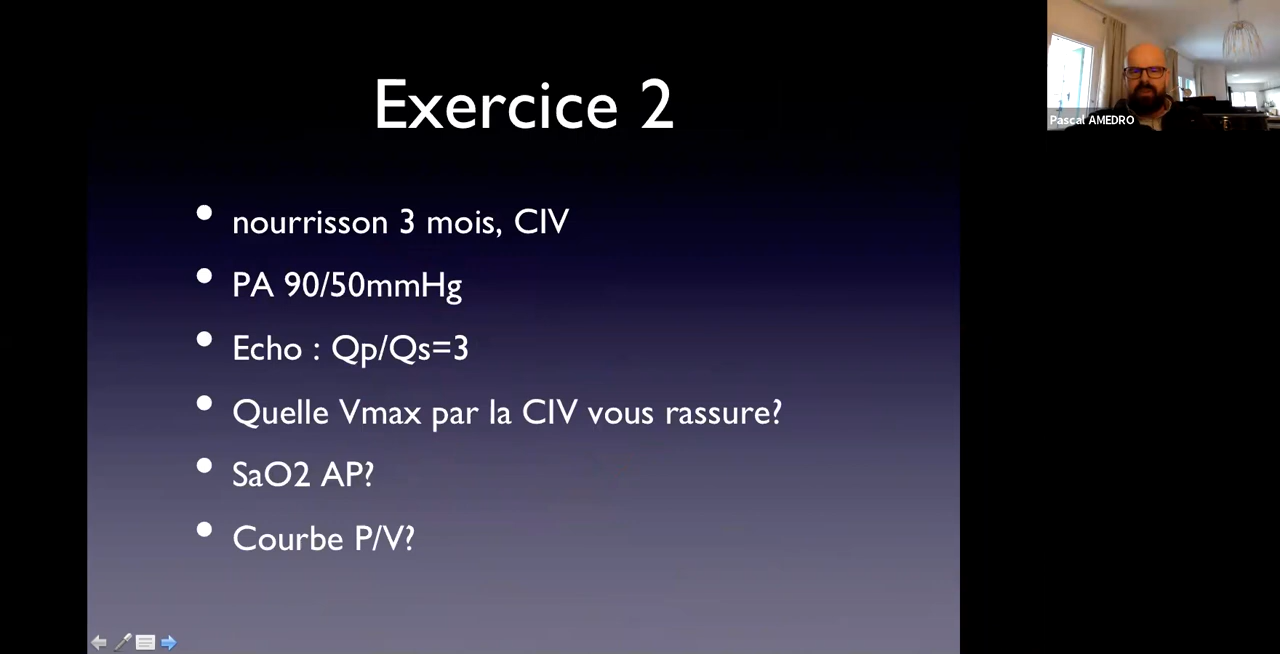 Exercice 2
Pascal AMEDRO
• nourrisson 3 mois, CIV
• PA 90/50mmHg
• Echo : Qp/Qs=3
• Quelle Vmax par la CIV vous rassure?
• SaO2 AP?
• Courbe P/V?